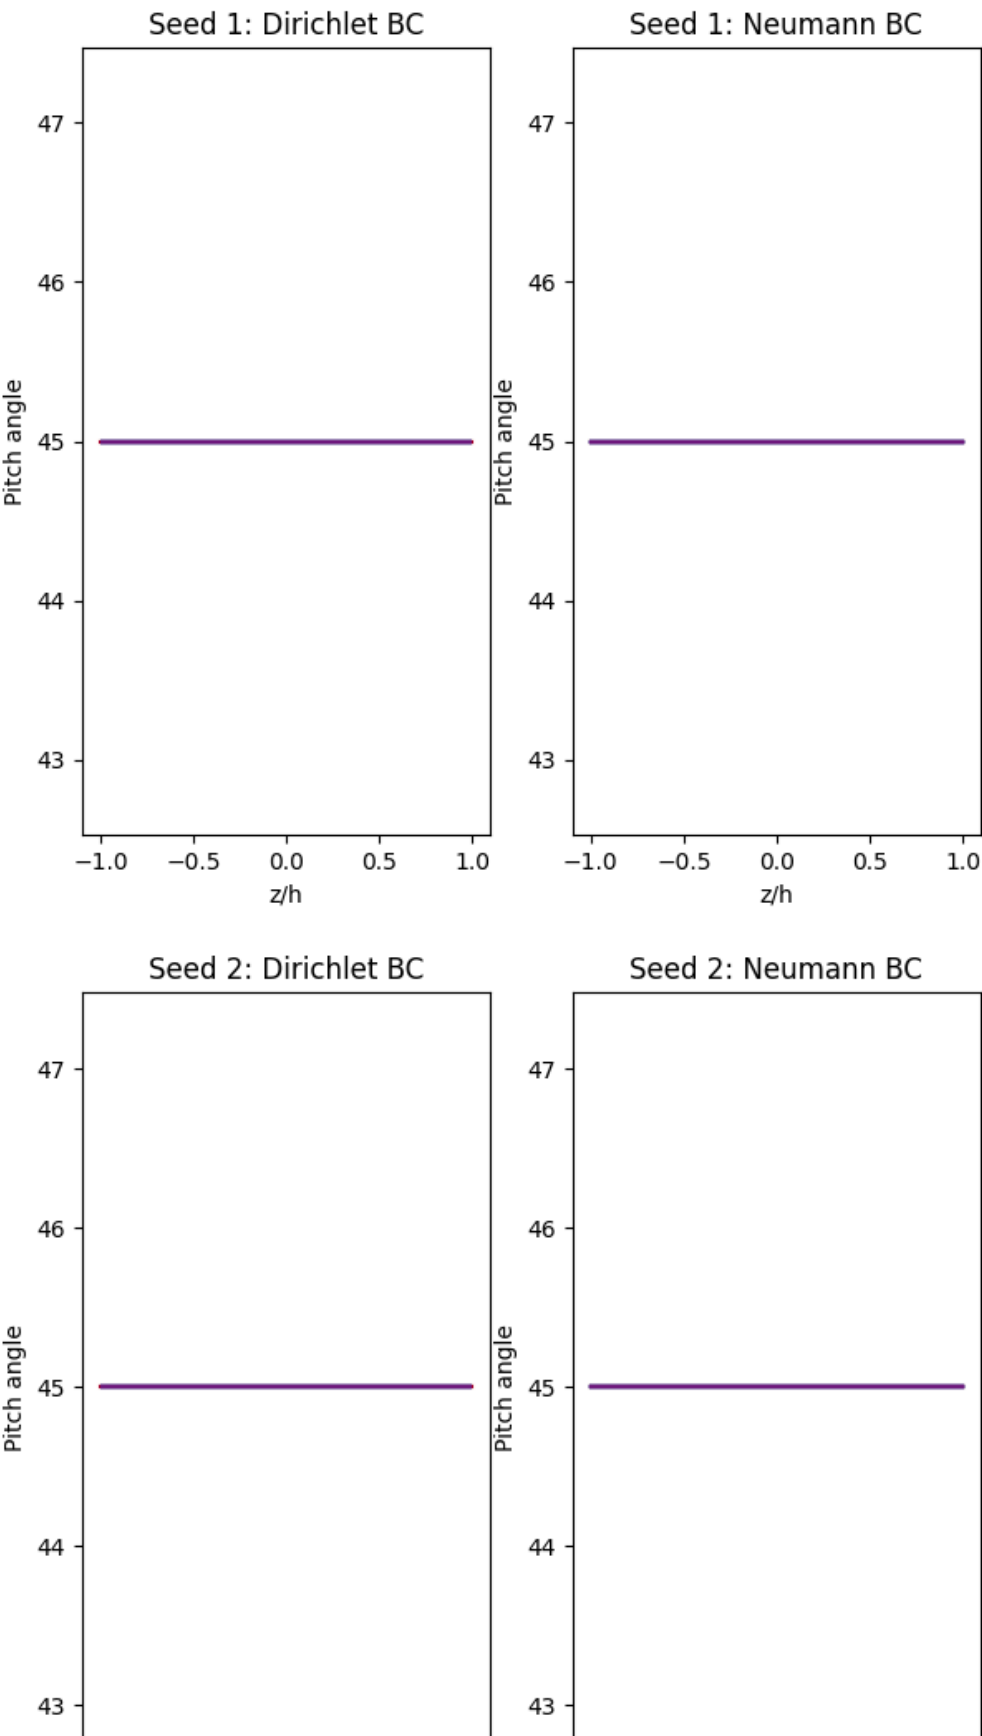 Seed 1: Dirichlet BC
47
46
45
44
43
Pitch angle
−1.0 −0.5 0.0 0.5 1.0
z/h
Seed 1: Neumann BC
47
46
45
44
43
Pitch angle
−1.0 −0.5 0.0 0.5 1.0
z/h
Seed 2: Dirichlet BC
47
46
45
44
43
Pitch angle
Seed 2: Neumann BC
47
46
45
44
43
Pitch angle